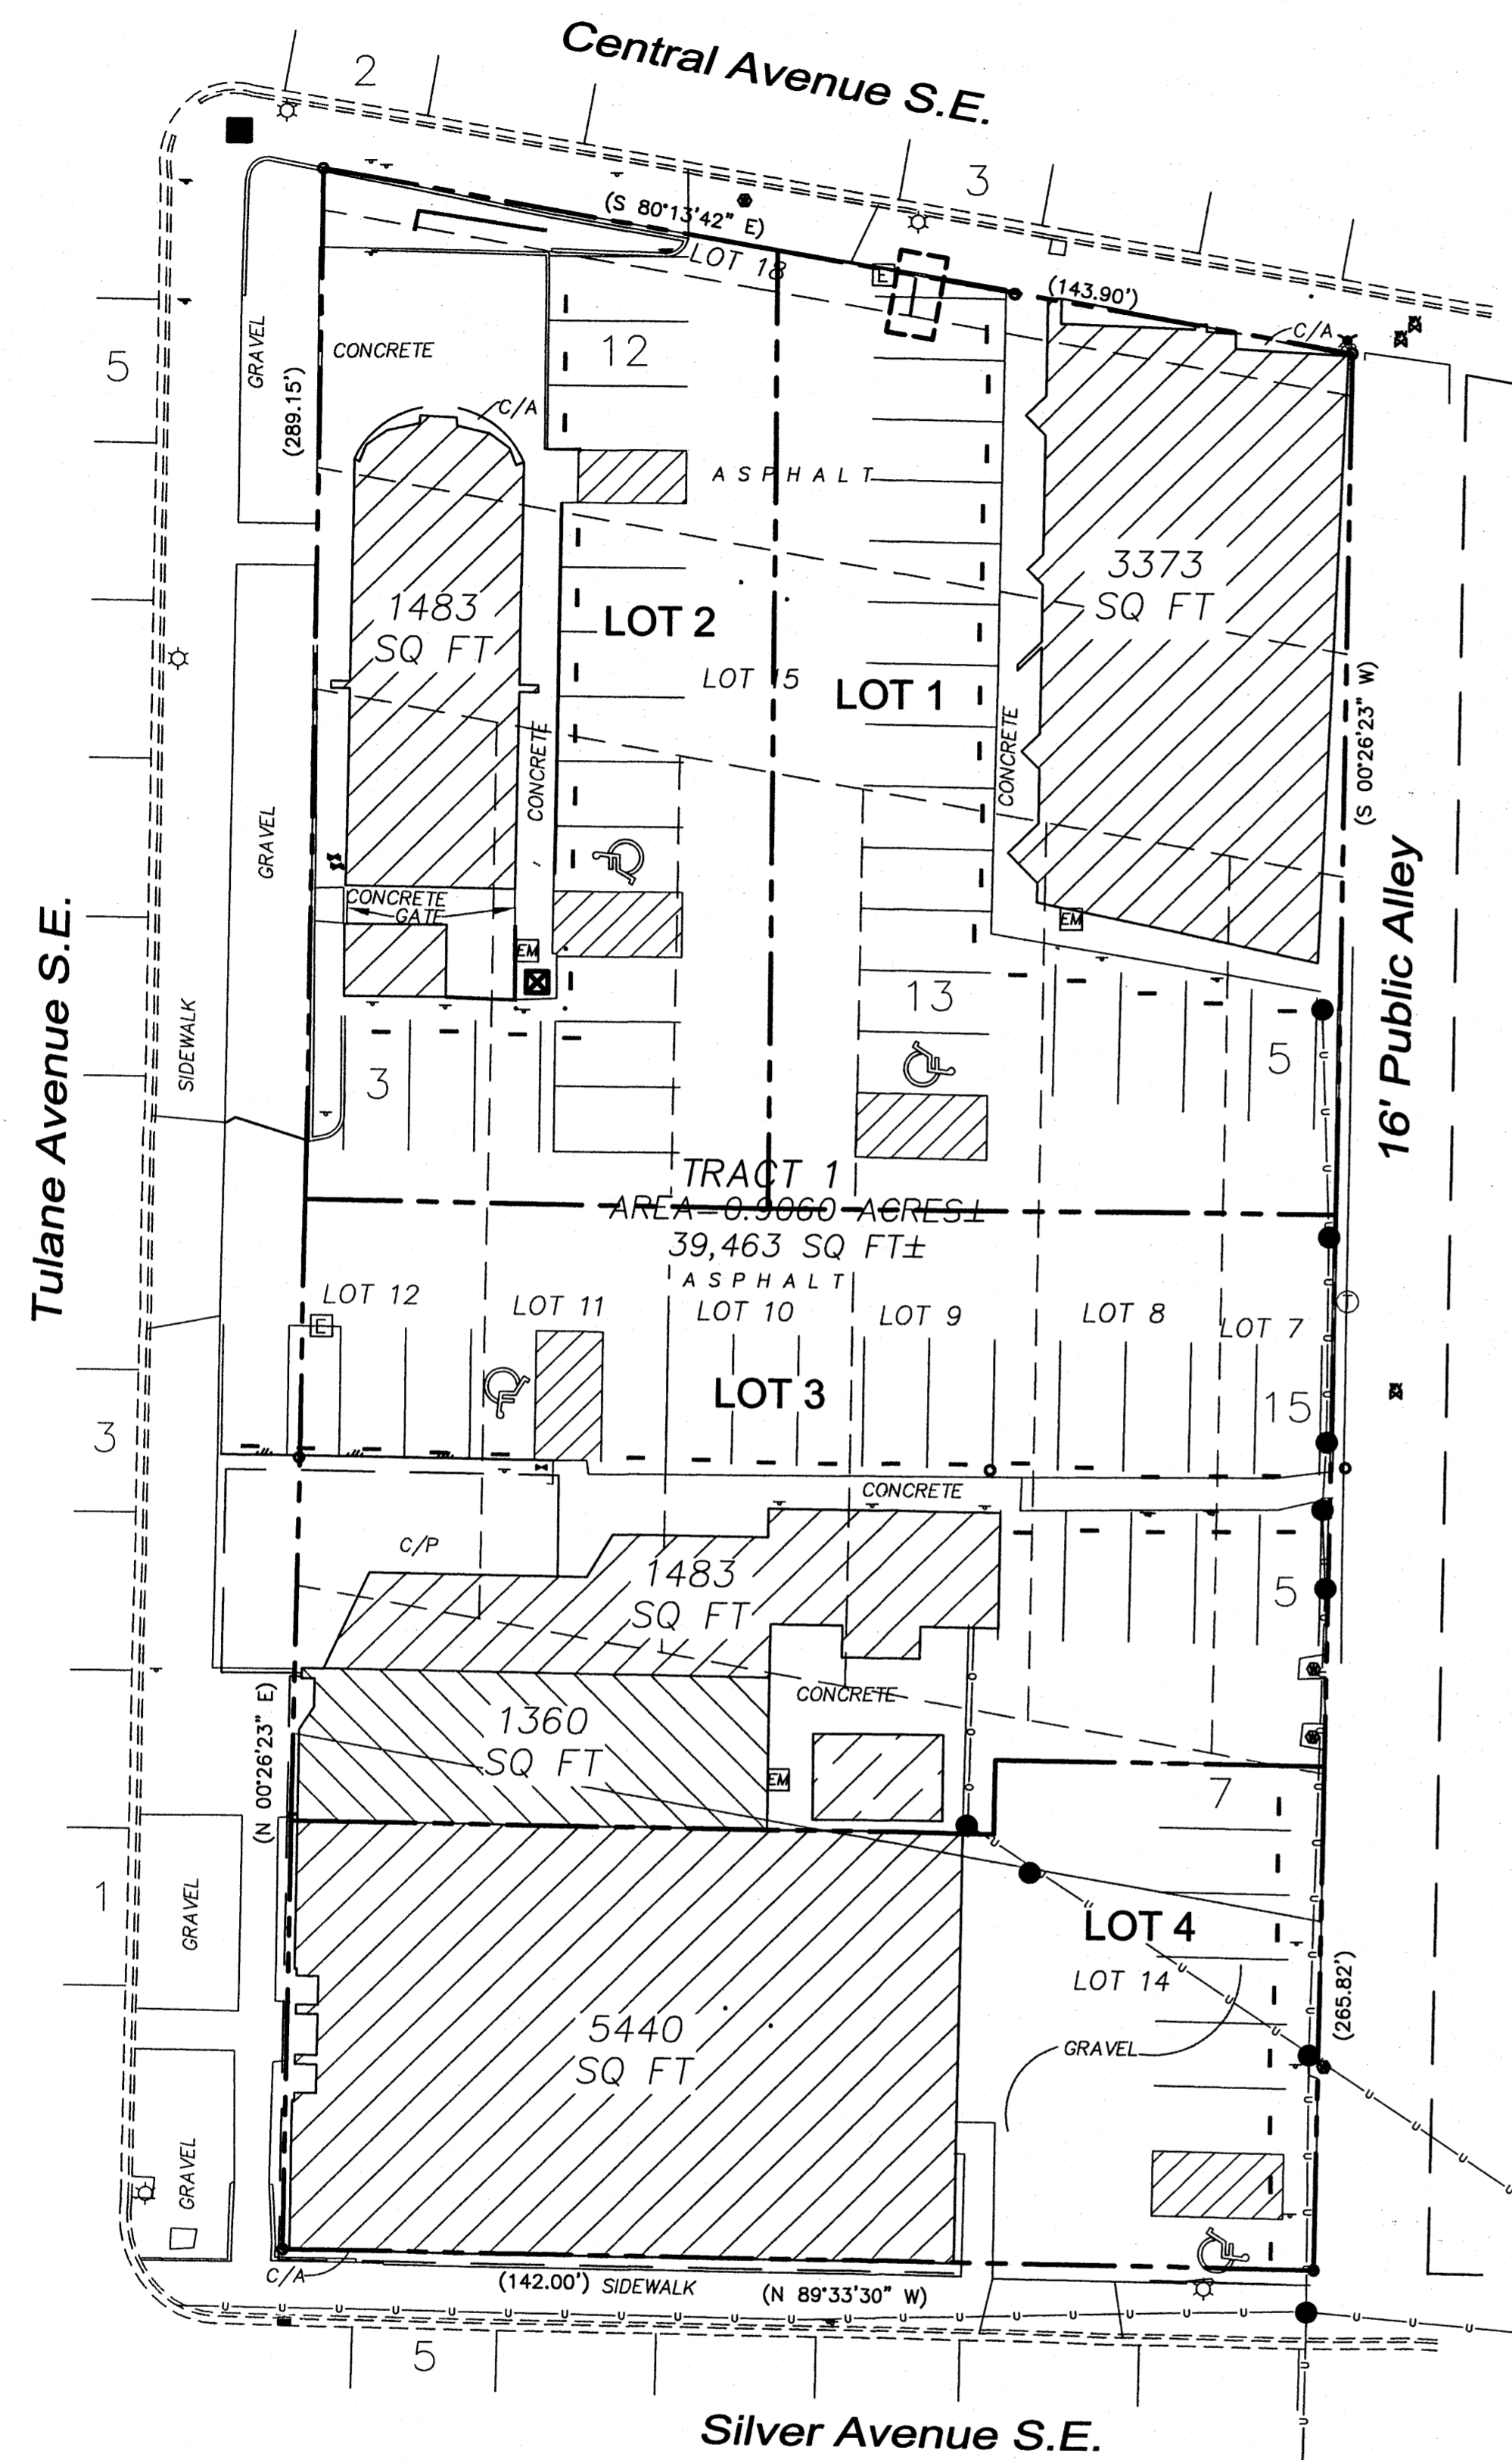 Central Avenue S.E.
2
3
(S 80°13'42" E)
LOT 18
E
(143.90')
C/A
5
GRAVEL
CONCRETE
12
(289.15')
C/A
ASPHALT
3373
SQ FT
1483
SQ FT
LOT 2
LOT 15
LOT 1
CONCRETE
CONCRETE
(S 00°26'23" W)
GRAVEL
16' Public Alley
CONCRETE
GATE
EM
EM
Tulane Avenue S.E.
SIDEWALK
13
3
5
TRACT 1
AREA=0.9060 ACRES±
39,463 SQ FT±
ASPHALT
LOT 12
LOT 11
LOT 10
LOT 9
LOT 8
LOT 7
E
T
LOT 3
15
3
CONCRETE
C/P
1483
SQ FT
5
(N 00°26'23" E)
CONCRETE
1360
SQ FT
EM
7
1
GRAVEL
LOT 4
LOT 14
5440
SQ FT
GRAVEL
(265.82')
GRAVEL
C/A
(142.00')
SIDEWALK
(N 89°33'30" W)
5
Silver Avenue S.E.